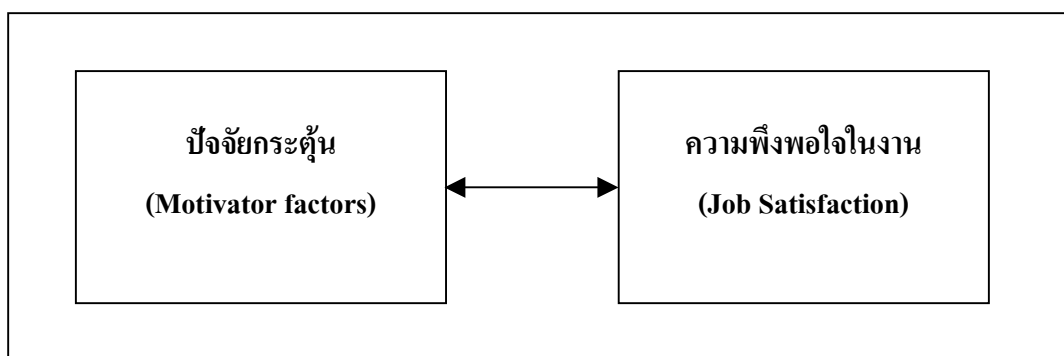 ปัจจัยกระตุ้น
(Motivator factors)
ความพึงพอใจในงาน
(Job Satisfaction)